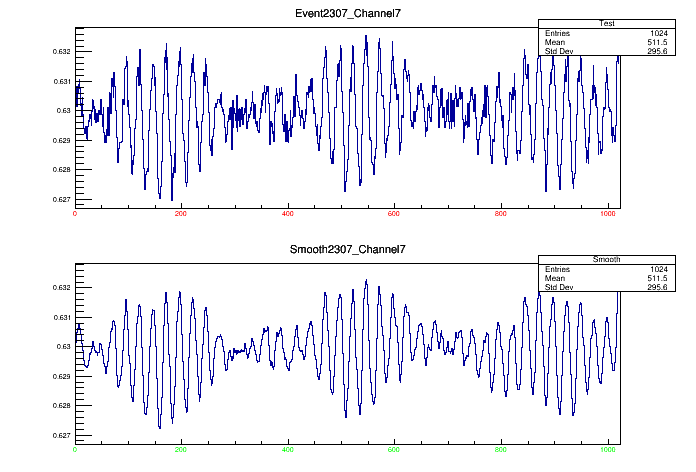 Event2307_Channel7
Test
Entries 1024
Mean 511.5
Std Dev 295.6
0.632
0.631
0.63
0.629
0.628
0.627
0 200 400 600 800 1000
Smooth2307_Channel7
Smooth
Entries 1024
Mean 511.5
Std Dev 295.6
0.632
0.631
0.63
0.629
0.628
0.627
0 200 400 600 800 1000